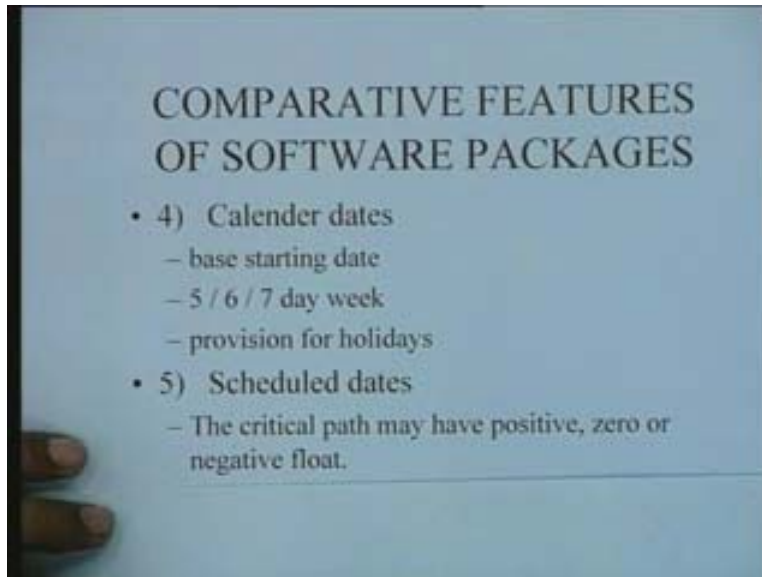 COMPARATIVE FEATURES
OF SOFTWARE PACKAGES
• 4) Calender dates
– base starting date
– 5 / 6 / 7 day week
– provision for holidays
• 5) Scheduled dates
– The critical path may have positive, zero or
negative float.